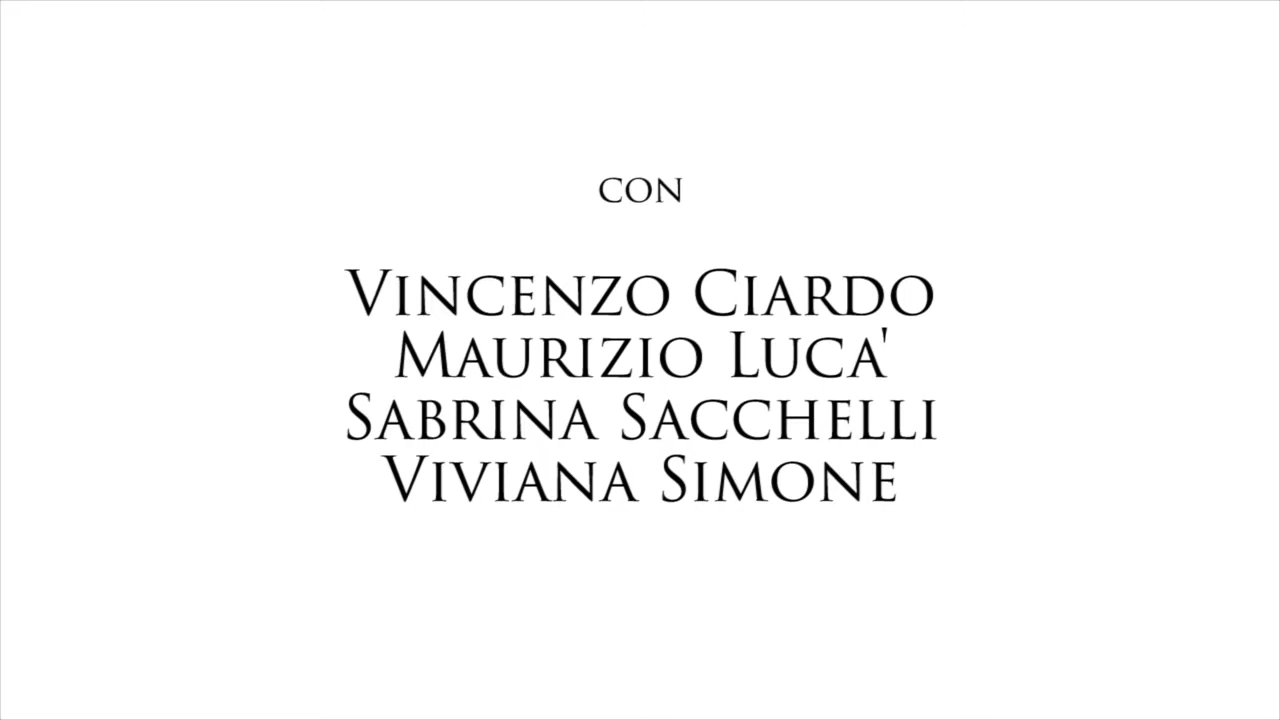 CON
VINCENZO CIARDO
MAURIZIO LUCA'
SABRINA SACCHELLI
VIVIANA SIMONE